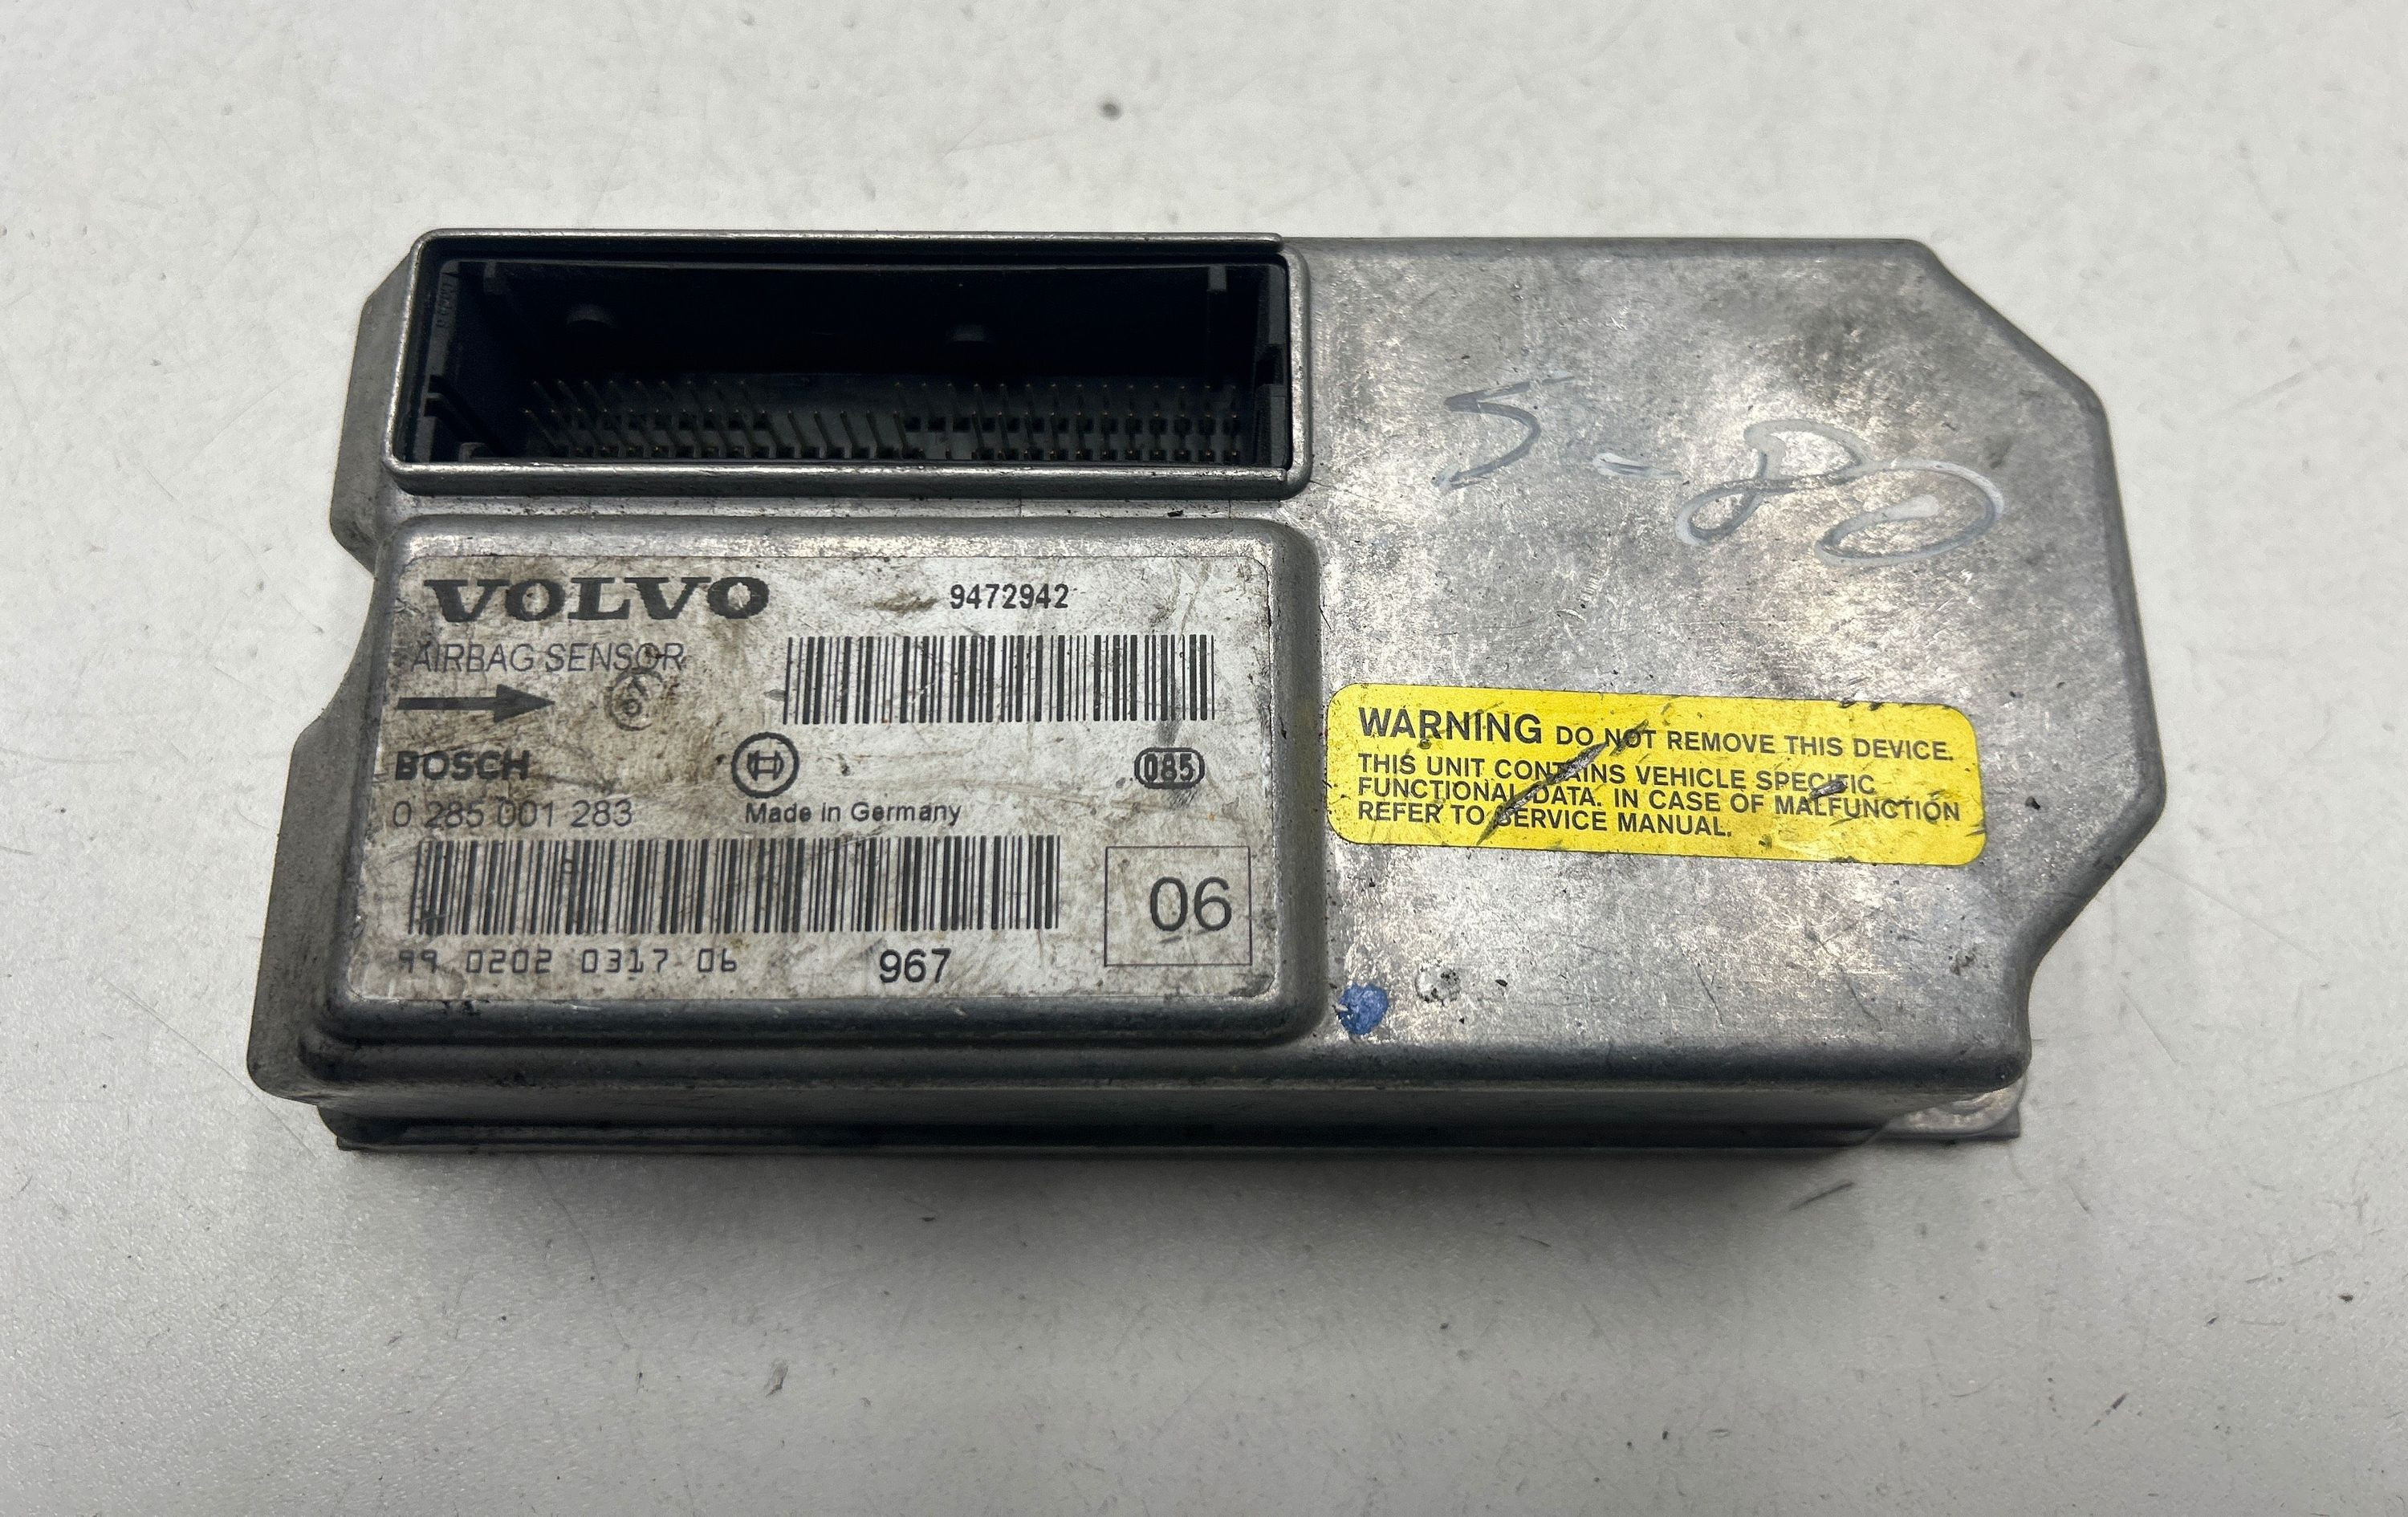 VOLVO
9472942
AIRBAG SENSOR
BOSCH
085
0 285 001 283
Made in Germany
06
99 0202 0317 06
967
S-80
WARNING DO NOT REMOVE THIS DEVICE.
THIS UNIT CONTAINS VEHICLE SPECIFIC
FUNCTIONAL DATA. IN CASE OF MALFUNCTION
REFER TO SERVICE MANUAL.